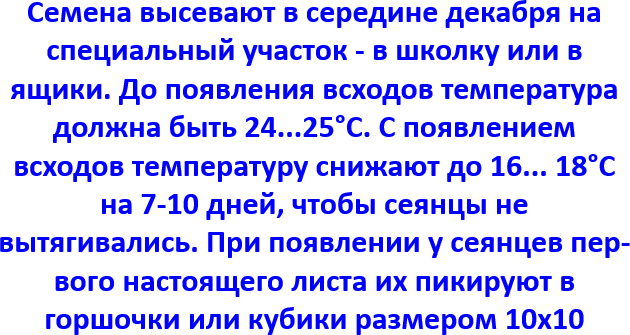 Семена высевают в середине декабря на
специальный участок - в школку или в
ящики. До появления всходов температура
должна быть 24...25°С. С появлением
всходов температуру снижают до 16... 18°С
на 7-10 дней, чтобы сеянцы не
вытягивались. При появлении у сеянцев пер-
вого настоящего листа их пикируют в
горшочки или кубики размером 10х10